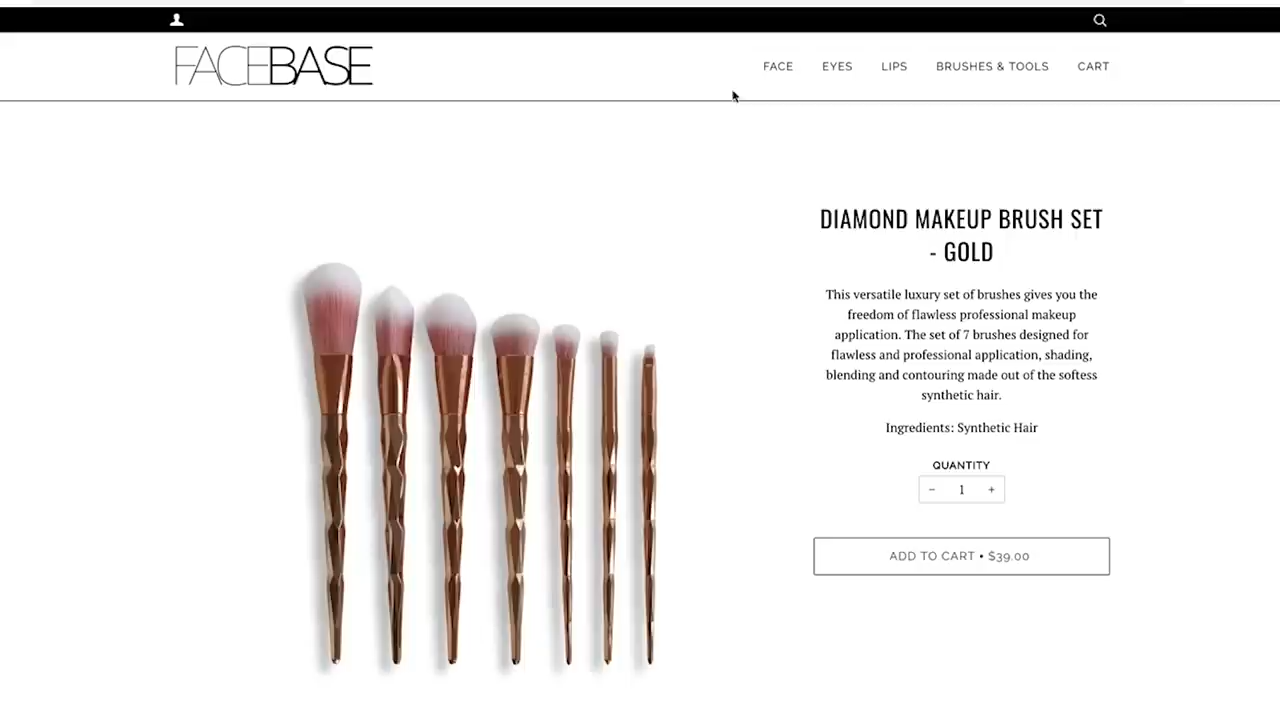 FACEBASE
FACE EYES LIPS BRUSHES & TOOLS CART
DIAMOND MAKEUP BRUSH SET
- GOLD
This versatile luxury set of brushes gives you the
freedom of flawless professional makeup
application. The set of 7 brushes designed for
flawless and professional application, shading,
blending and contouring made out of the softess
synthetic hair.
Ingredients: Synthetic Hair
QUANTITY
− 1 +
ADD TO CART • $39.00